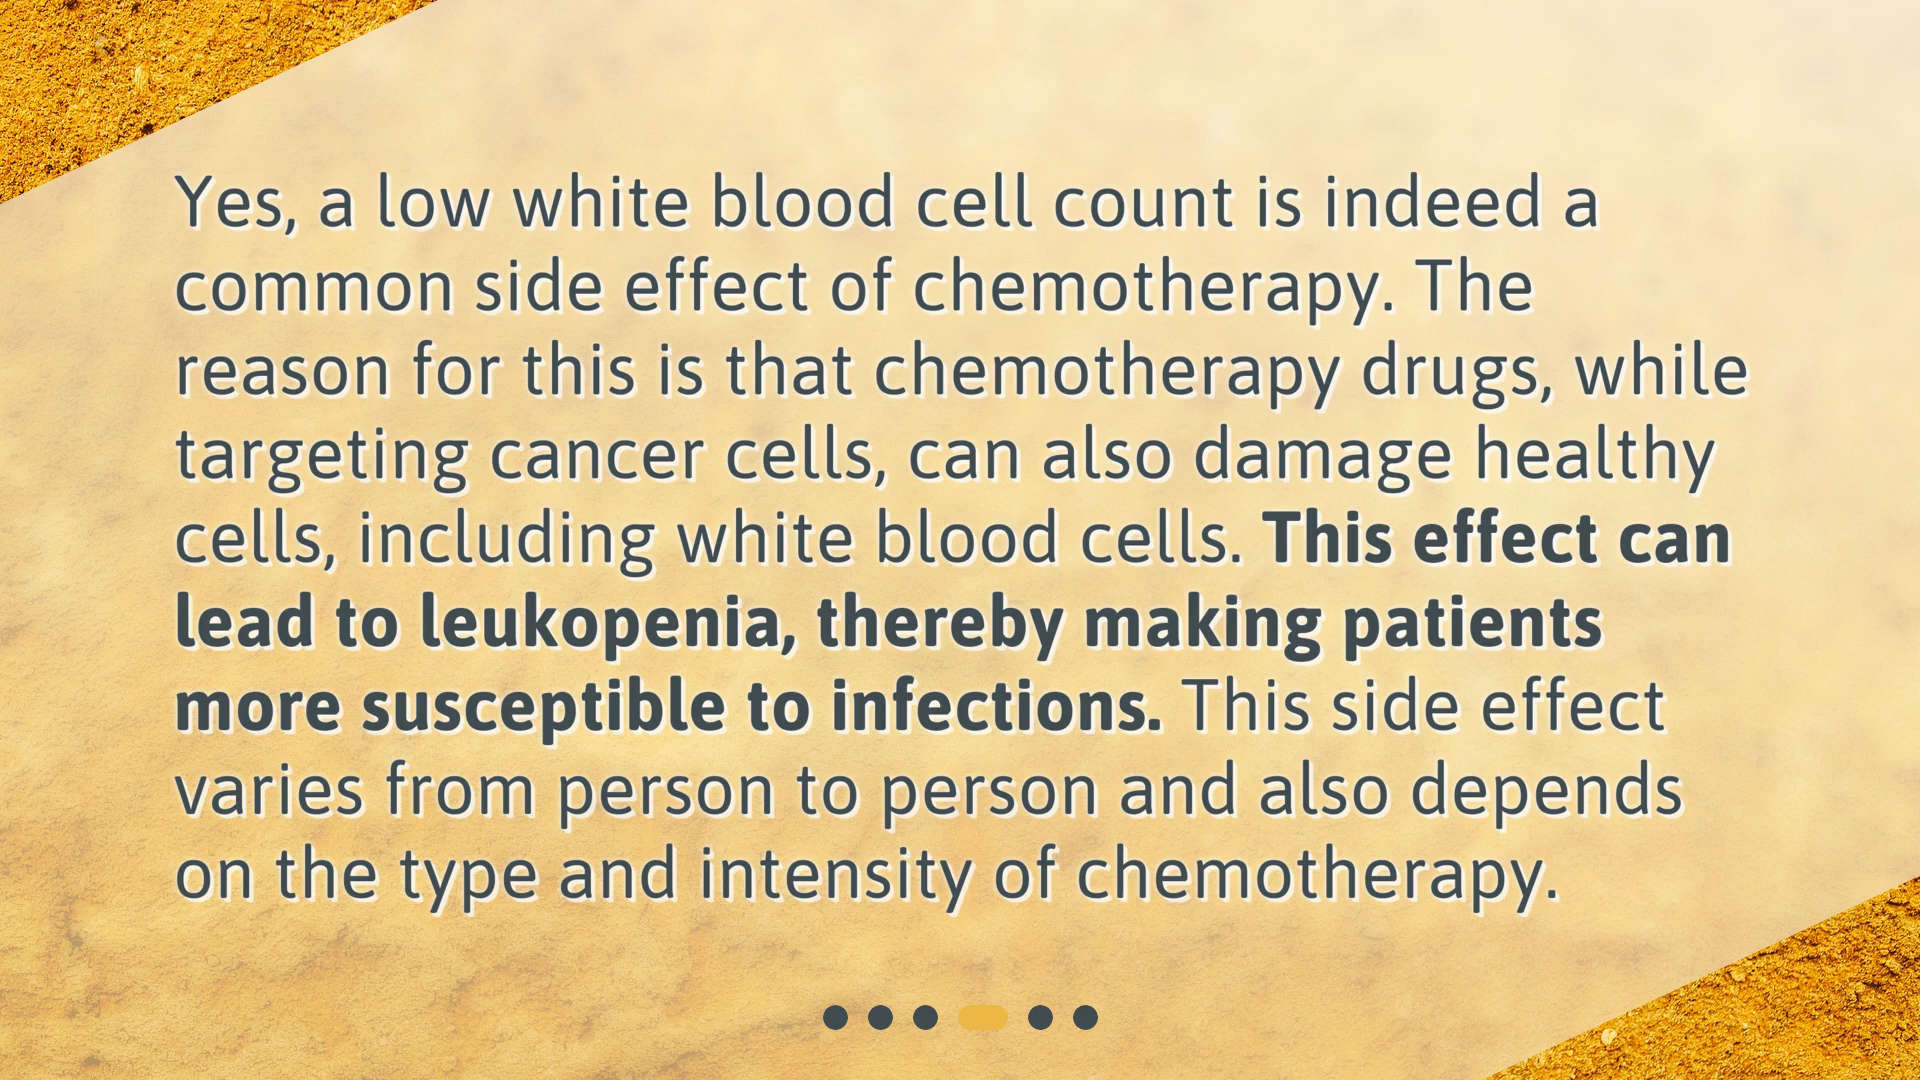 Yes, a low white blood cell count is indeed a
common side effect of chemotherapy. The
reason for this is that chemotherapy drugs, while
targeting cancer cells, can also damage healthy
cells, including white blood cells. This effect can
lead to leukopenia, thereby making patients
more susceptible to infections. This side effect
varies from person to person and also depends
on the type and intensity of chemotherapy.